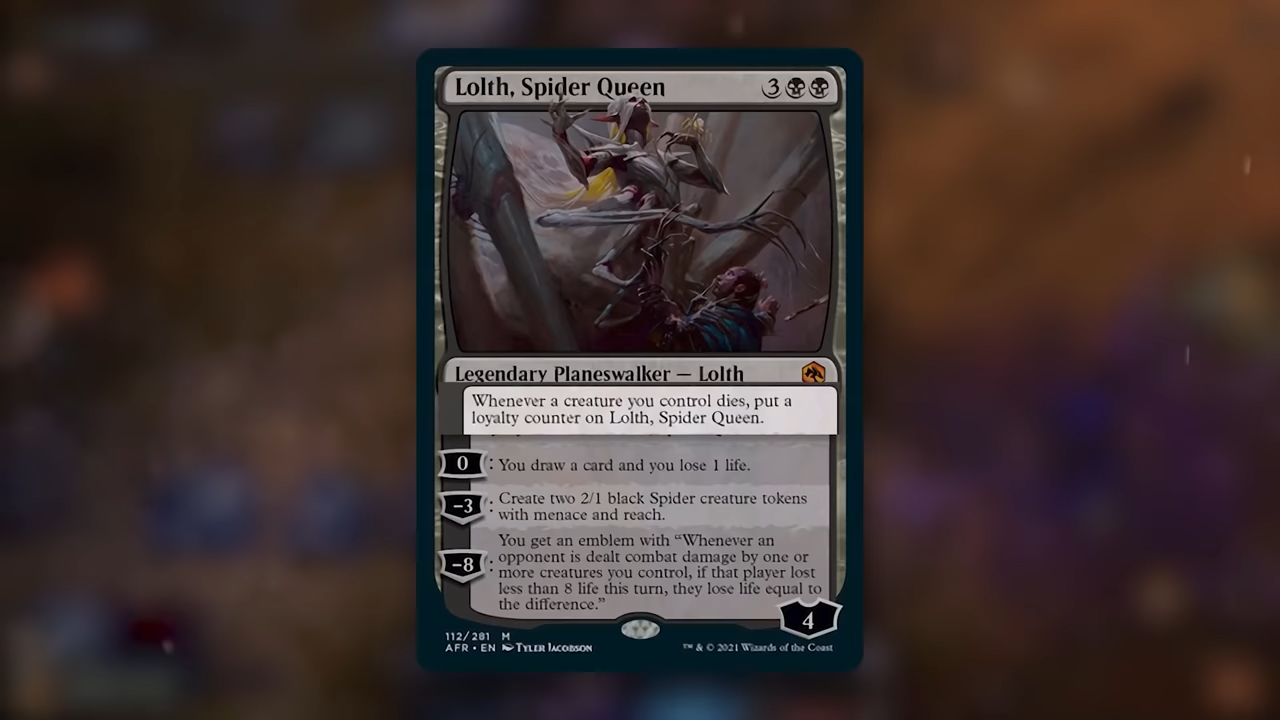 Lolth, Spider Queen 3
Legendary Planeswalker — Lolth
Whenever a creature you control dies, put a
loyalty counter on Lolth, Spider Queen.
0 : You draw a card and you lose 1 life.
−3 : Create two 2/1 black Spider creature tokens
with menace and reach.
You get an emblem with “Whenever an
opponent is dealt combat damage by one or
−8 : more creatures you control, if that player lost
less than 8 life this turn, they lose life equal to
the difference.”
4
112/281 M
AFR • EN Tyler Jacobson
™ & © 2021 Wizards of the Coast